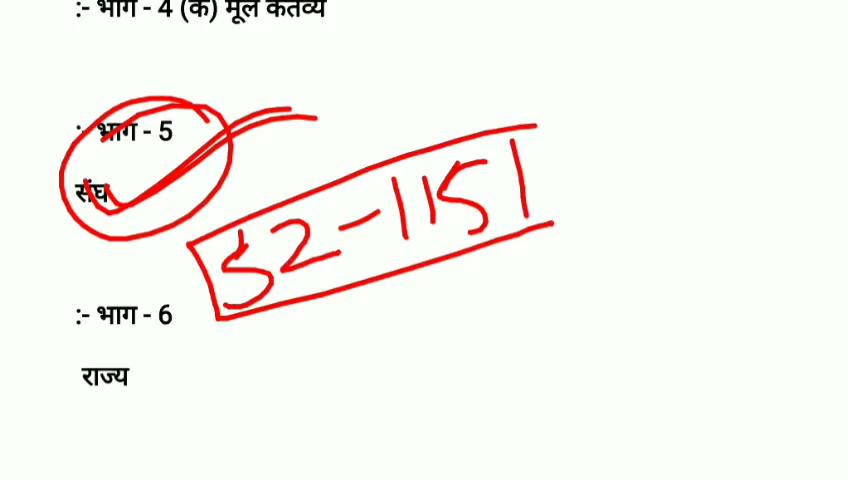 :- भाग - 4 (क) मूल कर्तव्य
:- भाग - 5
संघ
52-151
:- भाग - 6
राज्य